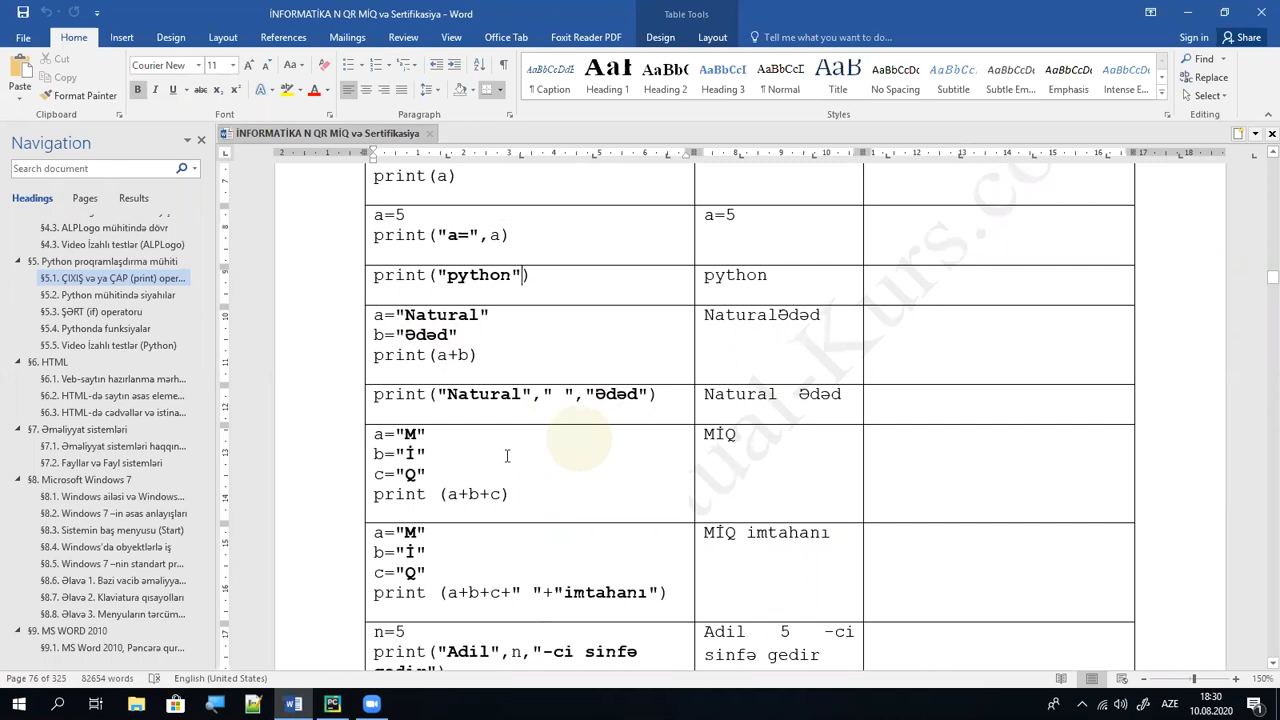 İNFORMATİKA N QR MİQ və Sertifikasiya - Word
Table Tools
File Home Insert Design Layout References Mailings Review View Zotero Help QuillBot Foxit Reader PDF Design Layout Tell me what you want to do... Sign in Share
Paste
Cut
Copy
Format Painter
Clipboard
Courier New 11
Font
Paragraph
¶ Caption
Heading 1
Heading 2
Heading 3
¶ Normal
Title
No Spacing
Subtitle
Subtle Em...
Emphasis
Intense E...
Styles
Find
Replace
Select
Editing
İNFORMATİKA N QR MİQ və Sertifikasiya
Navigation
Search document
Headings Pages Results
§4.3. ALPLogo mühitində dövr
§4.3. Video İzahlı testlər (ALPLogo)
§5. Python proqramlaşdırma mühiti
§5.1. ÇIXIŞ və ya ÇAP (print) oper...
§5.2. Python mühitində siyahılar
§5.3. ŞƏRT (if) operatoru
§5.4. Pythonda funksiyalar
§5.5. Video İzahlı testlər (Python)
§6. HTML
§6.1. Veb-saytın hazırlanma mərh...
§6.2. HTML-də saytın əsas eleme...
§6.3. HTML-də cədvəllər və istina...
§7. Əməliyyat sistemləri
§7.1. Əməliyyat sistemləri haqqın...
§7.2. Fayllar və Fayl sistemləri
§8. Microsoft Windows 7
§8.1. Windows ailəsi və Windows...
§8.2. Windows 7 –in əsas anlayışları
§8.3. Sistemin baş menyusu (Start)
§8.4. Windows'da obyektlərlə iş
§8.5. Windows 7 –nin standart pr...
§8.6. Əlavə 1. Bəzi vacib əməliyya...
§8.7. Əlavə 2. Klaviatura qısayolları
§8.8. Əlavə 3. Menyuların tərcüm...
§9. MS WORD 2010
§9.1. MS Word 2010, Pəncərə qur...
print(a)
a=5
print("a=",a)
a=5
print("python")
python
a="Natural"
b="Ədəd"
print(a+b)
NaturalƏdəd
print("Natural"," ","Ədəd")
Natural Ədəd
a="M"
b="İ"
c="Q"
print (a+b+c)
MİQ
a="M"
b="İ"
c="Q"
print (a+b+c+" "+"imtahanı")
MİQ imtahanı
n=5
print("Adil",n,"-ci sinfə
gedir")
Adil 5 -ci
sinfə gedir
Page 76 of 325 82654 words English (United States) 150%
AZE 18:30
10.08.2020